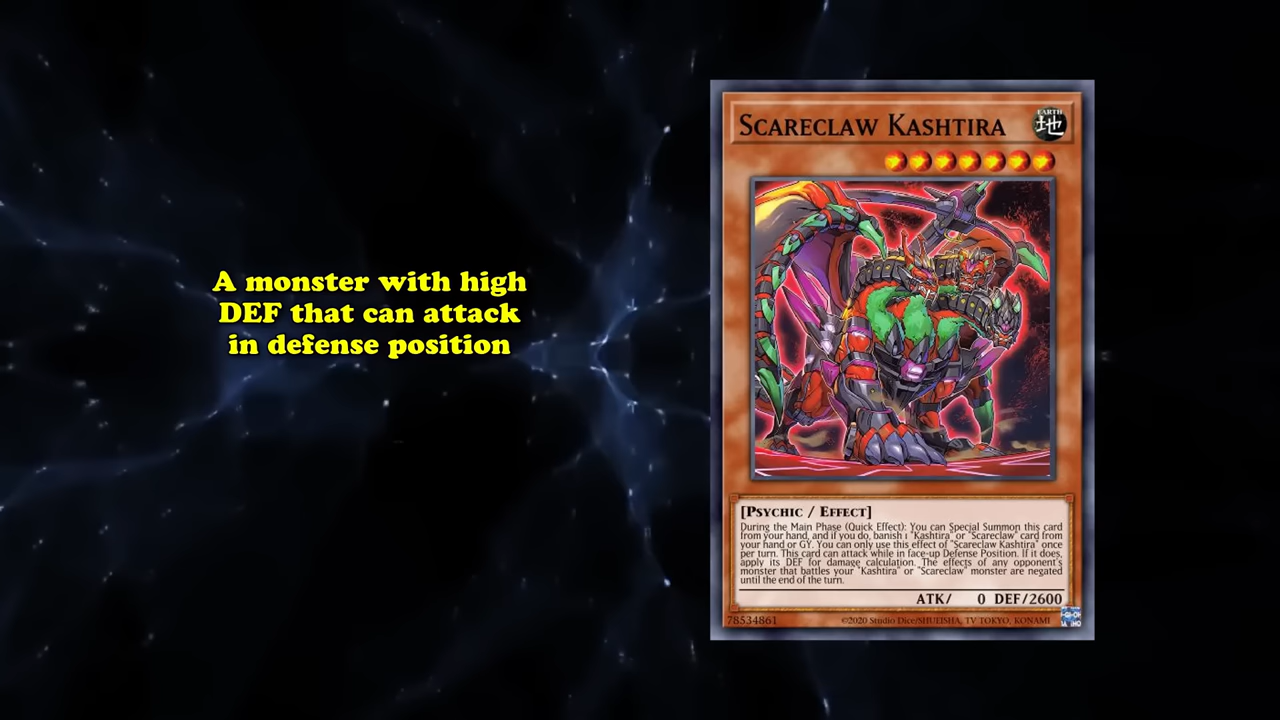 A monster with high
DEF that can attack
in defense position
SCARECLAW KASHTIRA
EARTH
地
[PSYCHIC / EFFECT]
During the Main Phase (Quick Effect): You can Special Summon this card
from your hand, and if you do, banish 1 "Kashtira" or "Scareclaw" card from
your hand or GY. You can only use this effect of "Scareclaw Kashtira" once
per turn. This card can attack while in face-up Defense Position. If it does,
apply its DEF for damage calculation. The effects of any opponent's
monster that battles your "Kashtira" or "Scareclaw" monster are negated
until the end of the turn.
ATK/ 0 DEF/2600
78534861 ©2020 Studio Dice/SHUEISHA, TV TOKYO, KONAMI